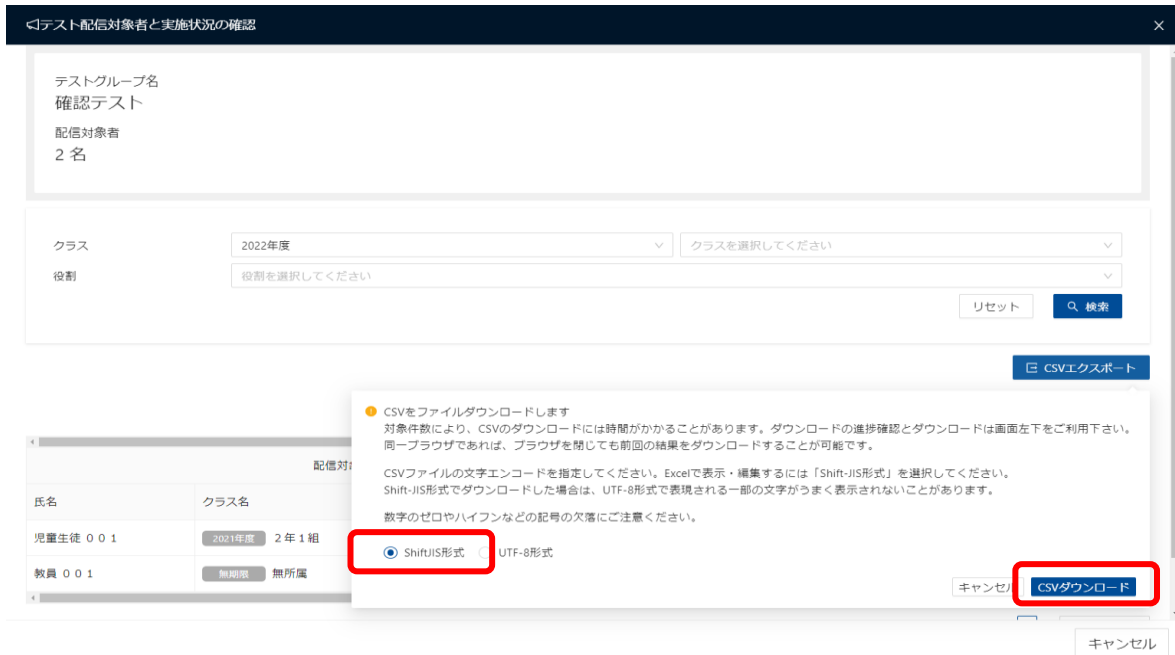 テスト配信対象者と実施状況の確認
テストグループ名
確認テスト
配信対象者
2 名
クラス
2022年度
クラスを選択してください
役割
役割を選択してください
リセット
検索
CSVエクスポート
CSVをファイルダウンロードします
対象件数により、CSVのダウンロードには時間がかかることがあります。ダウンロードの進捗確認とダウンロードは画面左下をご利用下さい。
同一ブラウザであれば、ブラウザを閉じても前回の結果をダウンロードすることが可能です。
CSVファイルの文字エンコードを指定してください。Excelで表示・編集するには「Shift-JIS形式」を選択してください。
Shift-JIS形式でダウンロードした場合は、UTF-8形式で表現される一部の文字がうまく表示されないことがあります。
数字のゼロやハイフンなどの記号の欠落にご注意ください。
ShiftJIS形式
UTF-8形式
キャンセル
CSVダウンロード
配信対
氏名
クラス名
児童生徒 ００１
2021年度
２年１組
教員 ００１
無期限
無所属
キャンセル